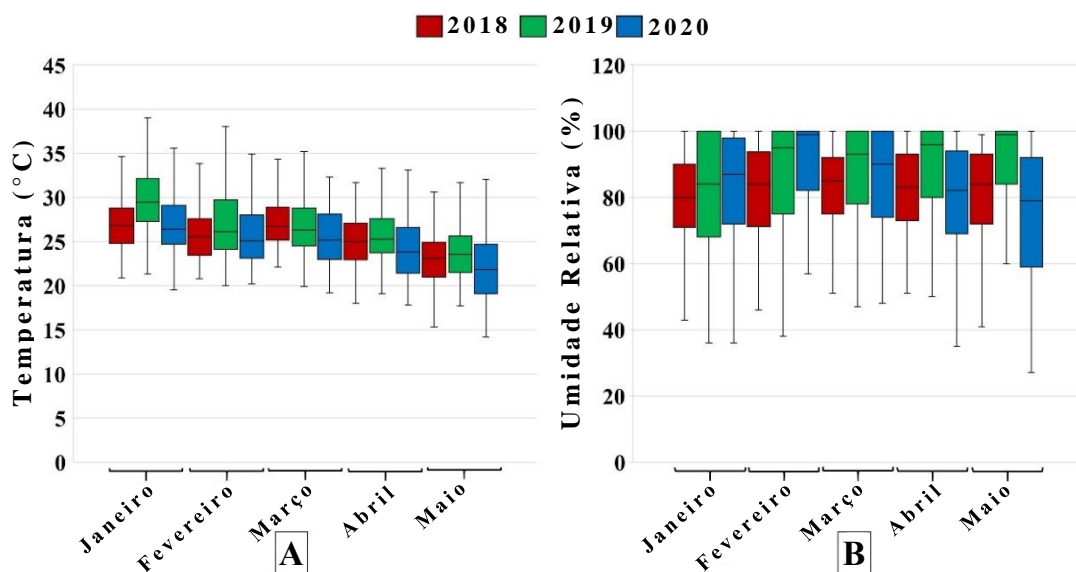 2018 2019 2020
Temperatura (°C)
45
40
35
30
25
20
15
10
5
0
Janeiro
Fevereiro
Março
Abril
Maio
A
Umidade Relativa (%)
120
100
80
60
40
20
0
Janeiro
Fevereiro
Março
Abril
Maio
B